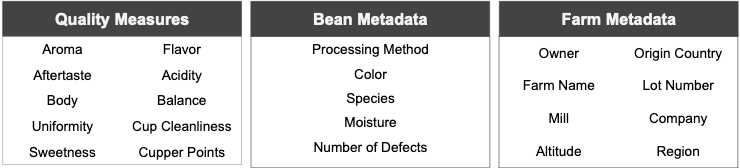 Quality Measures
Aroma Flavor
Aftertaste Acidity
Body Balance
Uniformity Cup Cleanliness
Sweetness Cupper Points
Bean Metadata
Processing Method
Color
Species
Moisture
Number of Defects
Farm Metadata
Owner Origin Country
Farm Name Lot Number
Mill Company
Altitude Region